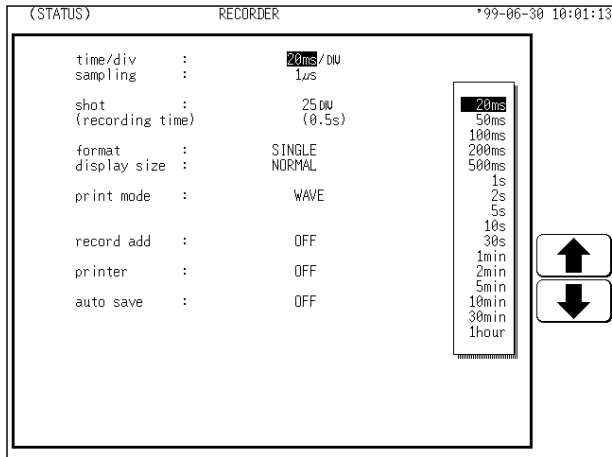 (STATUS) RECORDER '99-06-30 10:01:13
time/div : 20ms/DIV
sampling : 1μs
shot : 25DIV
(recording time) (0.5s)
format : SINGLE
display size : NORMAL
print mode : WAVE
record add : OFF
printer : OFF
auto save : OFF
20ms
50ms
100ms
200ms
500ms
1s
2s
5s
10s
30s
1min
2min
5min
10min
30min
1hour